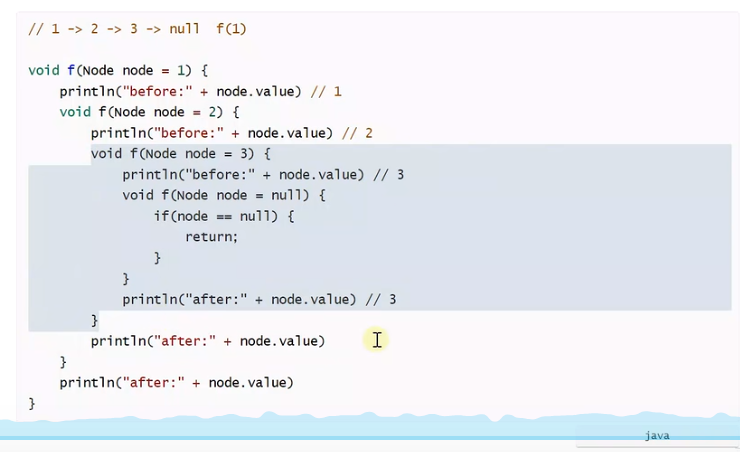 // 1 -> 2 -> 3 -> null  f(1)
void f(Node node = 1) {
println("before:" + node.value) // 1
void f(Node node = 2) {
println("before:" + node.value) // 2
void f(Node node = 3) {
println("before:" + node.value) // 3
void f(Node node = null) {
if(node == null) {
return;
}
}
println("after:" + node.value) // 3
}
println("after:" + node.value)
}
println("after:" + node.value)
}
java